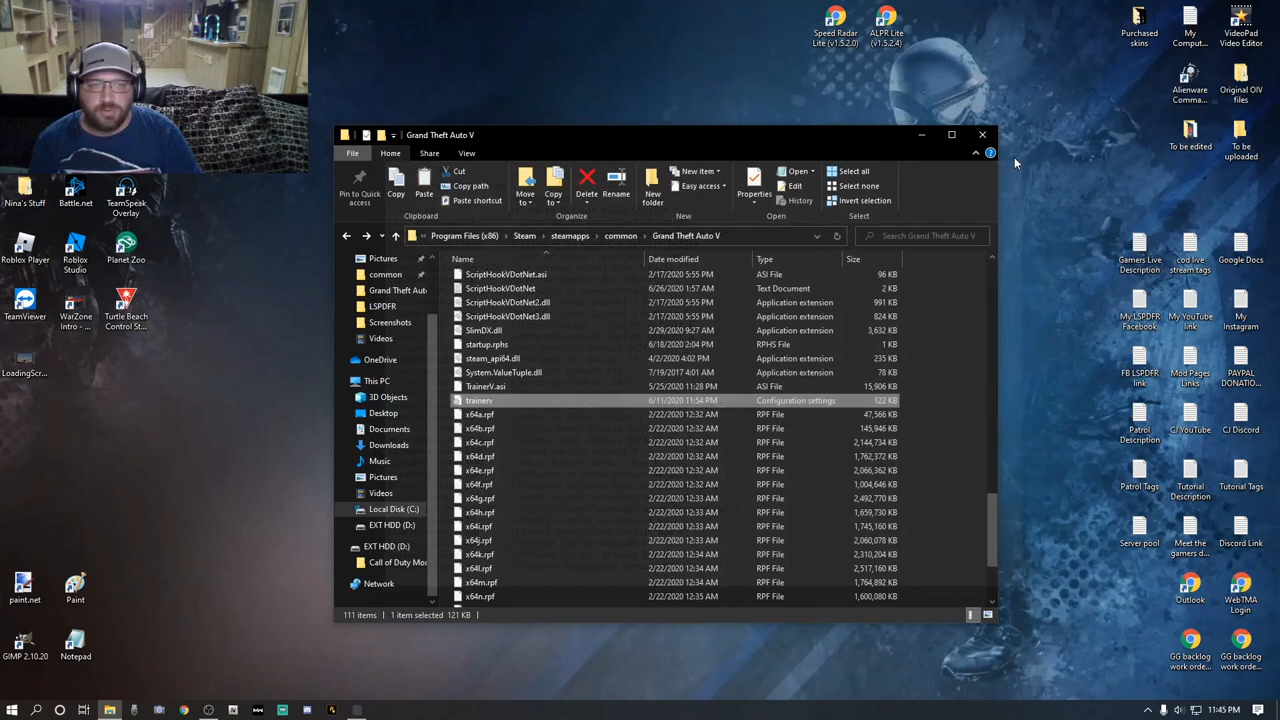 Speed Radar
Lite (v1.5.2.0)
ALPR Lite
(v1.5.2.4)
Purchased
skins
My
Comput...
VideoPad
Video Editor
Alienware
Comma...
Original OIV
files
To be edited
To be
uploaded
Nina's Stuff
Battle.net
TeamSpeak
Overlay
Roblox Player
Roblox
Studio
Planet Zoo
TeamViewer
WarZone
Intro - ...
Turtle Beach
Control St...
LoadingScr...
paint.net
Paint
GIMP 2.10.20
Notepad
Grand Theft Auto V
File
Home
Share
View
Pin to Quick
access
Copy
Paste
Cut
Copy path
Paste shortcut
Clipboard
Move
to
Copy
to
Delete
Rename
Organize
New
folder
New item
Easy access
New
Properties
Open
Edit
History
Open
Select all
Select none
Invert selection
Select
Program Files (x86)
Steam
steamapps
common
Grand Theft Auto V
Search Grand Theft Auto V
Pictures
common
Grand Theft Aut
LSPDFR
Screenshots
Videos
OneDrive
This PC
3D Objects
Desktop
Documents
Downloads
Music
Pictures
Videos
Local Disk (C:)
EXT HDD (D:)
EXT HDD (D:)
Call of Duty Mod
Network
Name Date modified Type Size
ScriptHookVDotNet.asi 2/17/2020 5:55 PM ASI File 96 KB
ScriptHookVDotNet 6/26/2020 1:57 AM Text Document 2 KB
ScriptHookVDotNet2.dll 2/17/2020 5:55 PM Application extension 991 KB
ScriptHookVDotNet3.dll 2/17/2020 5:55 PM Application extension 824 KB
SlimDX.dll 2/29/2020 9:27 AM Application extension 3,632 KB
startup.rphs 6/18/2020 2:04 PM RPHS File 1 KB
steam_api64.dll 4/2/2020 4:02 PM Application extension 235 KB
System.ValueTuple.dll 7/19/2017 4:01 AM Application extension 78 KB
TrainerV.asi 5/25/2020 11:28 PM ASI File 15,906 KB
trainerv 6/11/2020 11:54 PM Configuration settings 122 KB
x64a.rpf 2/22/2020 12:32 AM RPF File 47,566 KB
x64b.rpf 2/22/2020 12:32 AM RPF File 145,946 KB
x64c.rpf 2/22/2020 12:32 AM RPF File 2,144,734 KB
x64d.rpf 2/22/2020 12:32 AM RPF File 1,762,372 KB
x64e.rpf 2/22/2020 12:32 AM RPF File 2,066,362 KB
x64f.rpf 2/22/2020 12:32 AM RPF File 1,004,646 KB
x64g.rpf 2/22/2020 12:33 AM RPF File 2,492,770 KB
x64h.rpf 2/22/2020 12:33 AM RPF File 1,659,730 KB
x64i.rpf 2/22/2020 12:33 AM RPF File 1,745,160 KB
x64j.rpf 2/22/2020 12:33 AM RPF File 2,060,078 KB
x64k.rpf 2/22/2020 12:34 AM RPF File 2,310,204 KB
x64l.rpf 2/22/2020 12:34 AM RPF File 2,517,160 KB
x64m.rpf 2/22/2020 12:34 AM RPF File 1,764,892 KB
x64n.rpf 2/22/2020 12:35 AM RPF File 1,600,080 KB
111 items 1 item selected 121 KB
Gamers Live
Description
cod live
stream tags
Google Docs
My LSPDFR
Facebook
My YouTube
link
My
Instagram
FB LSPDFR
link
Mod Pages
Links
PAYPAL
DONATIO...
Patrol
Description
CJ YouTube
CJ Discord
Patrol Tags
Tutorial
Description
Tutorial Tags
Server pool
Meet the
gamers d...
Discord Link
Outlook
WebTMA
Login
GG backlog
work orde...
GG backlog
work orde...
11:45 PM